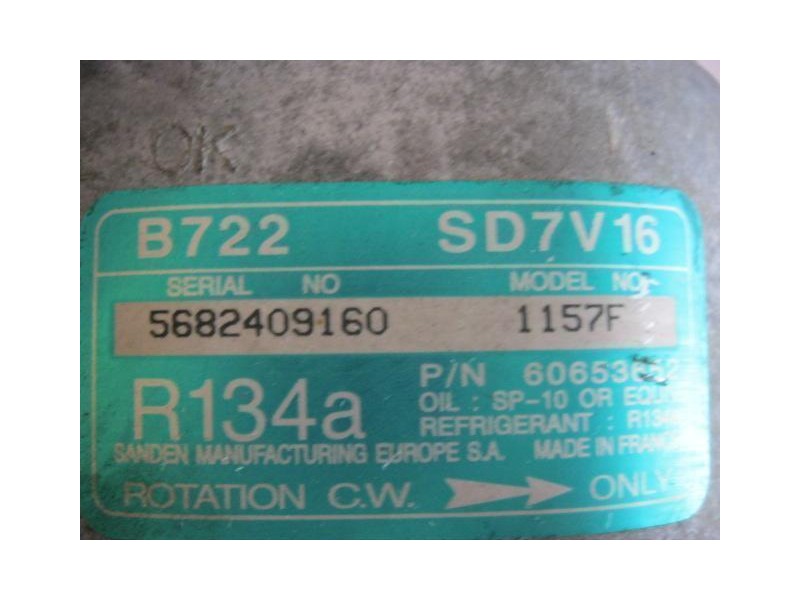 OK
B722 SD7V16
SERIAL NO MODEL NO
5682409160 1157F
R134a
P/N
OIL : SP-10 OR
REFRIGERANT :
SANDEN MANUFACTURING EUROPE S.A. MADE IN
ROTATION C.W. ONLY